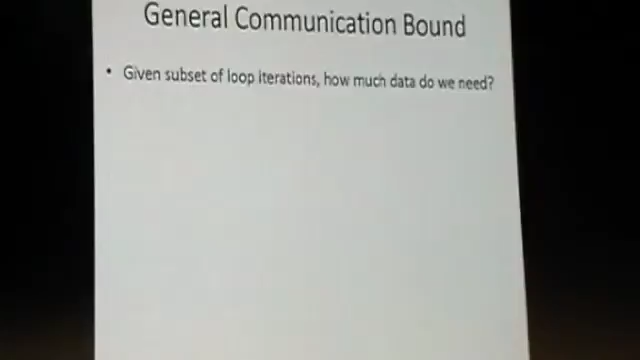 General Communication Bound
• Given subset of loop iterations, how much data do we need?